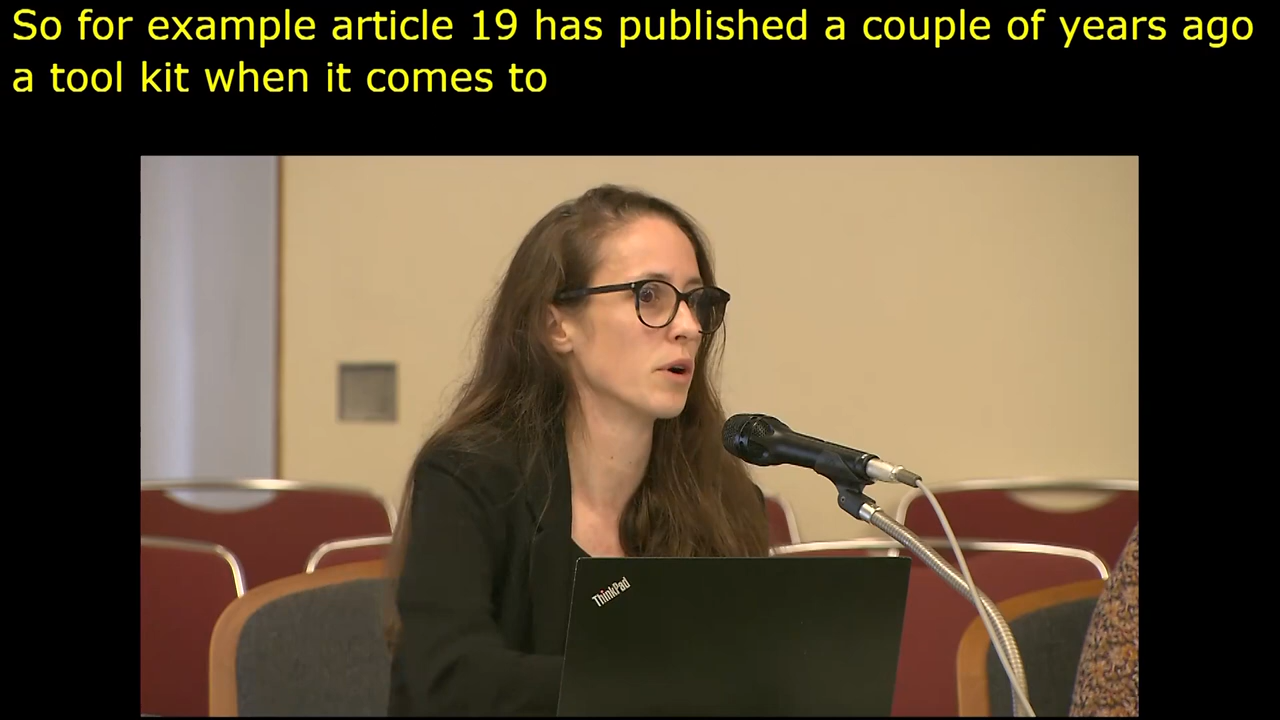 So for example article 19 has published a couple of years ago
a tool kit when it comes to
ThinkPad